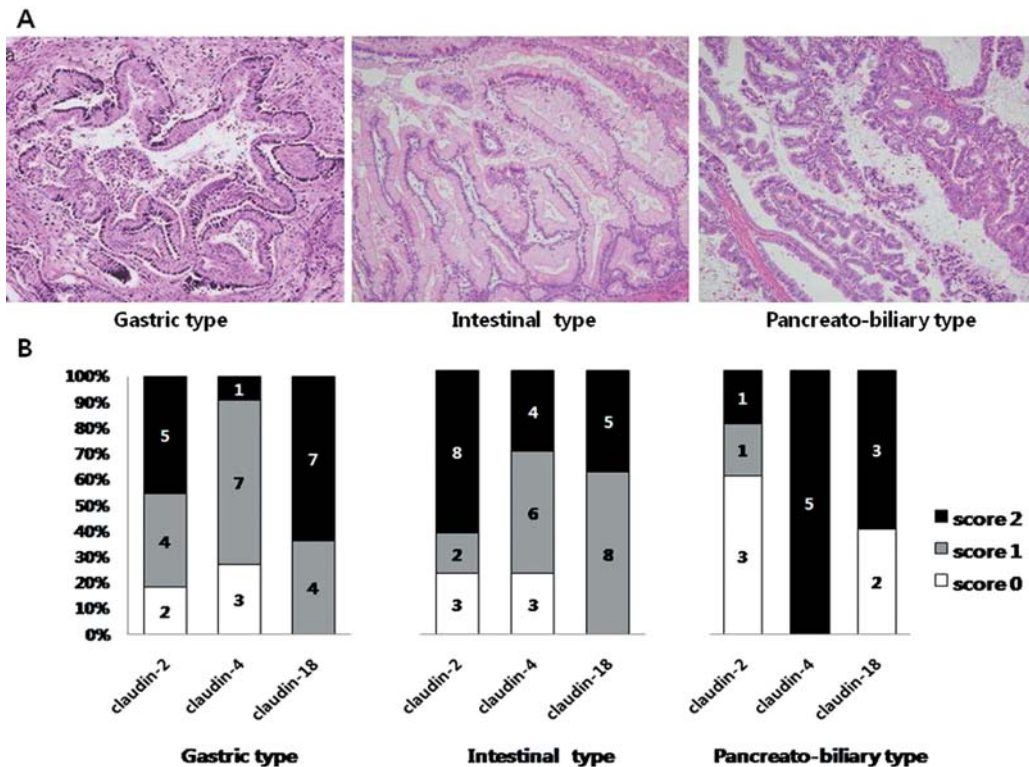 A
a
Gastric type
Intestinal type
Pancreato-biliary type
B
100%
90%
80%
70%
60%
50%
40%
30%
20%
10%
0%
5
4
2
1
7
3
7
4
8
2
3
4
6
3
5
8
1
1
3
5
3
2
score 2
score 1
score 0
claudin-2
claudin-4
claudin-18
claudin-2
claudin-4
claudin-18
claudin-2
claudin-4
claudin-18
Gastric type
Intestinal type
Pancreato-biliary type